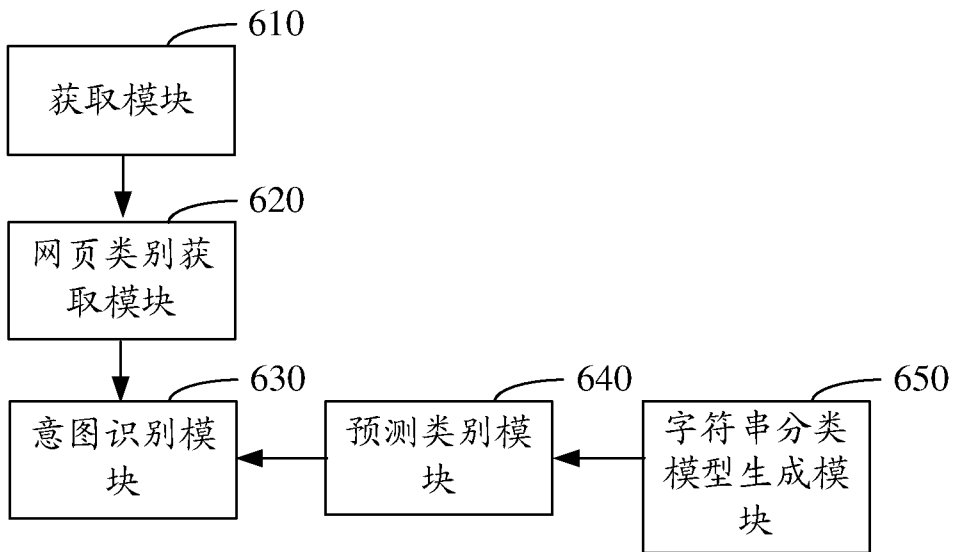 610
获取模块
620
网页类别获
取模块
630
意图识别模
块
640
预测类别模
块
650
字符串分类
模型生成模
块